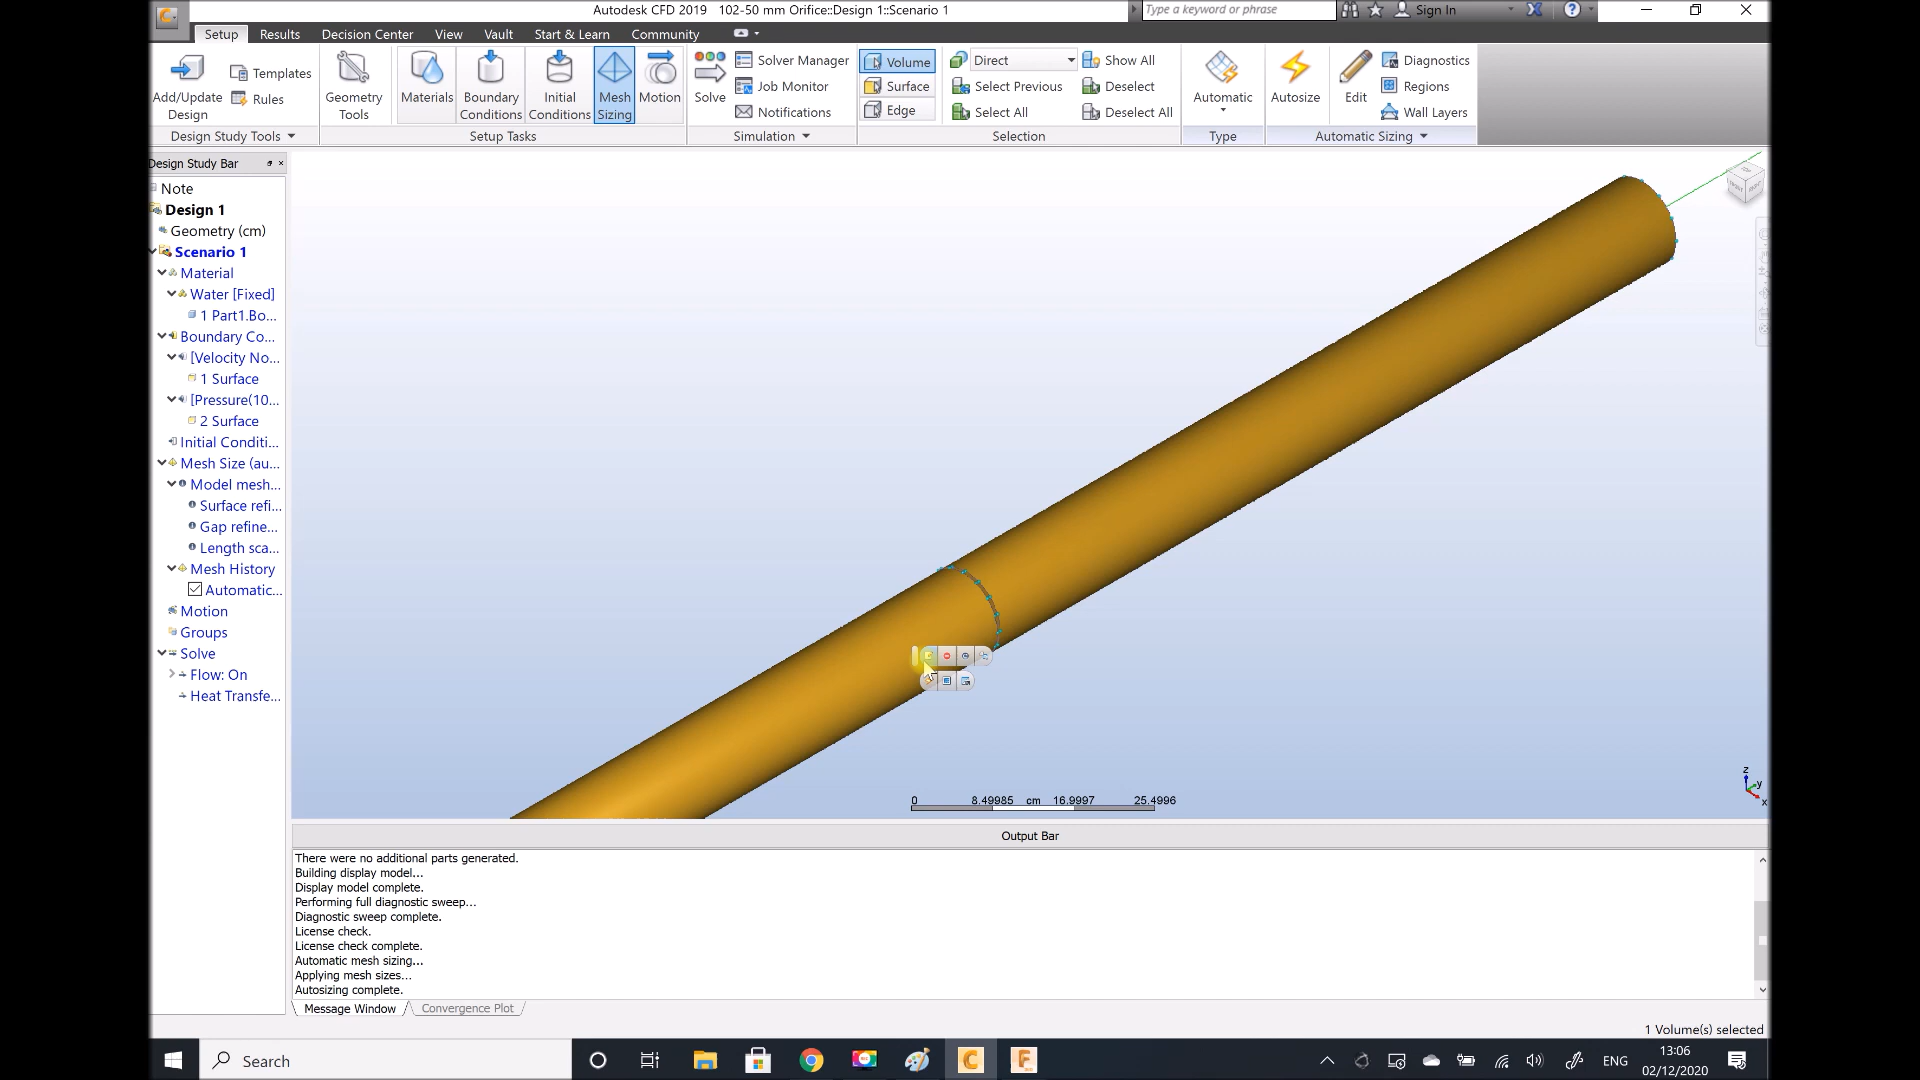 Autodesk CFD 2019   102-50 mm Orifice::Design 1::Scenario 1
Type a keyword or phrase
Sign In
Setup
Results
Decision Center
View
Vault
Start & Learn
Community
Add/Update
Design
Templates
Rules
Geometry
Tools
Materials
Boundary
Conditions
Initial
Conditions
Mesh
Sizing
Motion
Solve
Solver Manager
Job Monitor
Notifications
Volume
Surface
Edge
Direct
Select Previous
Select All
Show All
Deselect
Deselect All
Automatic
Autosize
Edit
Diagnostics
Regions
Wall Layers
Design Study Tools
Setup Tasks
Simulation
Selection
Type
Automatic Sizing
Design Study Bar
Note
Design 1
Geometry (cm)
Scenario 1
Material
Water [Fixed]
1 Part1.Bo...
Boundary Co...
[Velocity No...
1 Surface
[Pressure(10...
2 Surface
Initial Conditi...
Mesh Size (au...
Model mesh...
Surface refi...
Gap refine...
Length sca...
Mesh History
Automatic...
Motion
Groups
Solve
Flow: On
Heat Transfe...
0 8.49985 cm 16.9997 25.4996
z
y
x
Output Bar
There were no additional parts generated.
Building display model...
Display model complete.
Performing full diagnostic sweep...
Diagnostic sweep complete.
License check.
License check complete.
Automatic mesh sizing...
Applying mesh sizes...
Autosizing complete.
Message Window
Convergence Plot
1 Volume(s) selected
Search
ENG
13:06
02/12/2020